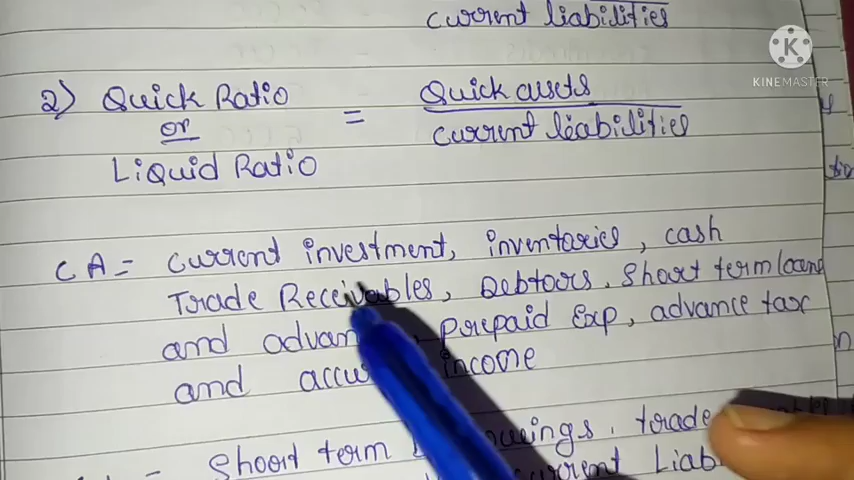 current liabilities
K
KINEMASTER
2) Quick Ratio = Quick assets
or
Liquid Ratio
current liabilities
CA = current investment, inventories, cash
Trade Receivables, Debtors, Short term loans
and advan , prepaid Exp, advance tax
and accu income
= Short term owings, trade
current Liab